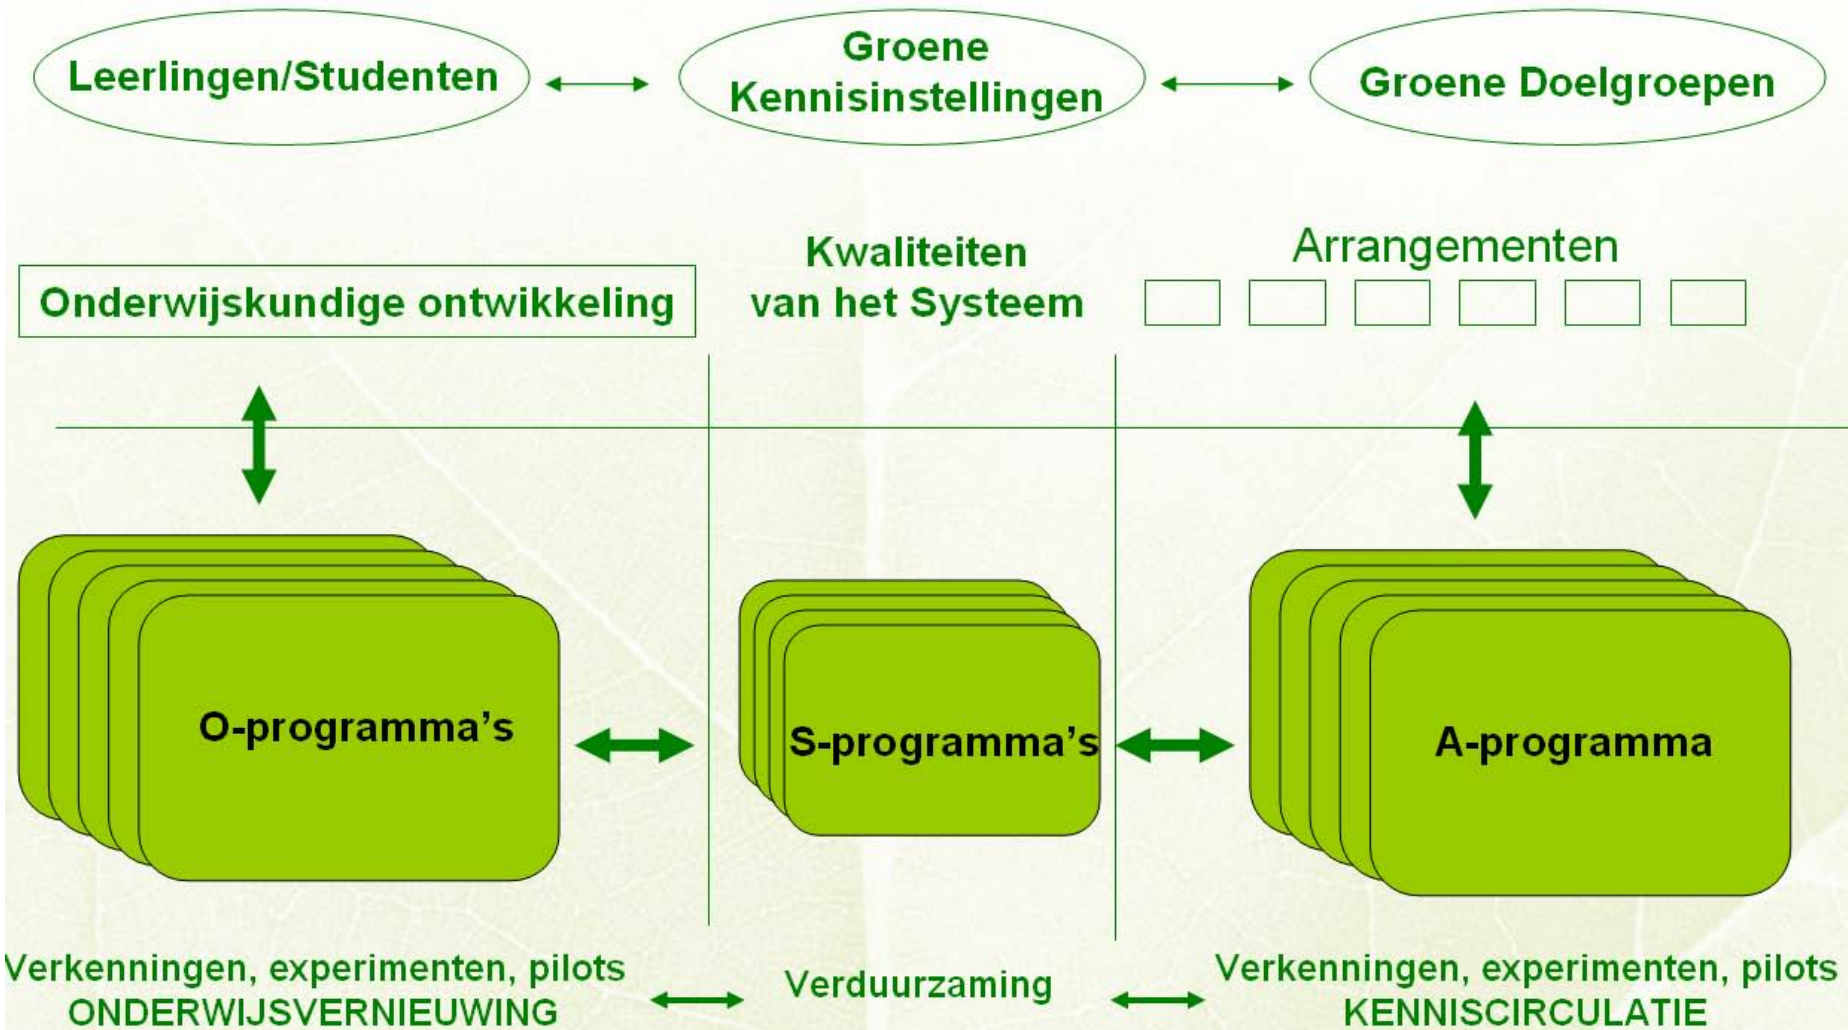 Leerlingen/Studenten
Groene
Kennisinstellingen
Groene Doelgroepen
Onderwijskundige ontwikkeling
Kwaliteiten
van het Systeem
Arrangementen
O-programma's
S-programma's
A-programma
Verkenningen, experimenten, pilots
ONDERWIJSVERNIEUWING
Verduurzaming
Verkenningen, experimenten, pilots
KENNISCIRCULATIE